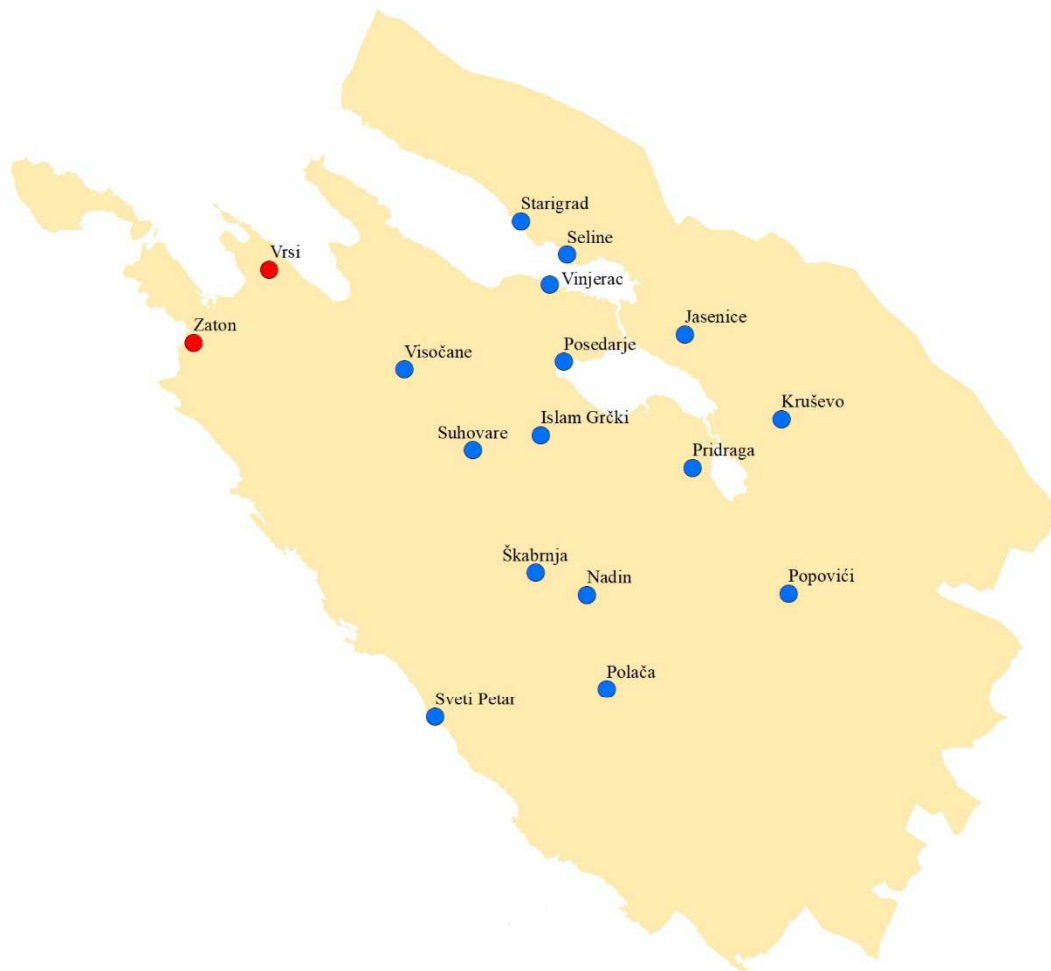 Starigrad
Vrsi
Seline
Vinjerac
Zaton
Jasenice
Visočane
Posedarje
Kruševo
Islam Grčki
Suhovare
Pridraga
Škabrnja
Nadin
Popovići
Polača
Sveti Petar